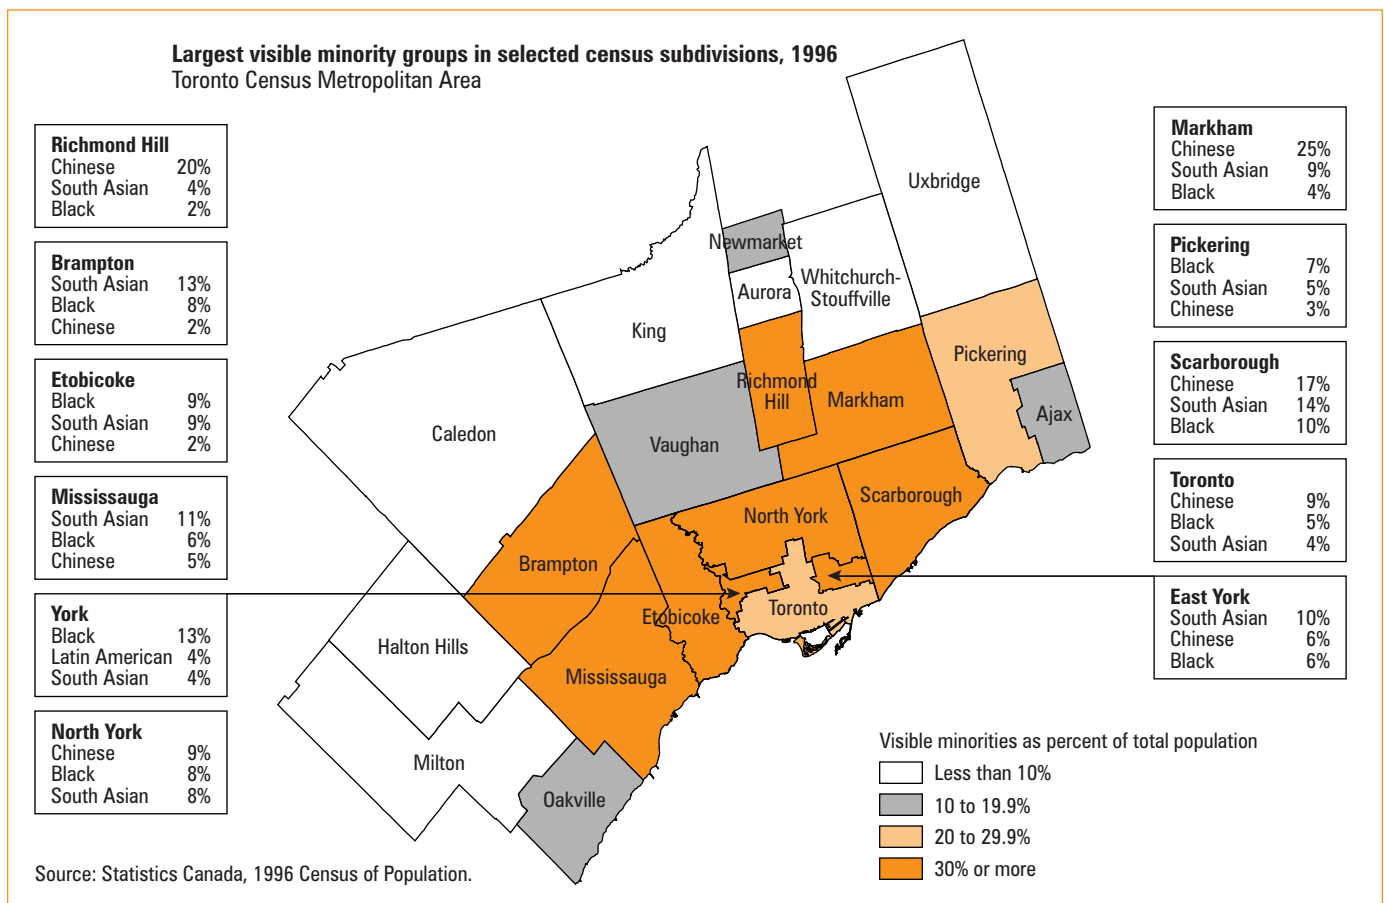 Largest visible minority groups in selected census subdivisions, 1996
Toronto Census Metropolitan Area
Richmond Hill
Chinese 20%
South Asian 4%
Black 2%
Brampton
South Asian 13%
Black 8%
Chinese 2%
Etobicoke
Black 9%
South Asian 9%
Chinese 2%
Mississauga
South Asian 11%
Black 6%
Chinese 5%
York
Black 13%
Latin American 4%
South Asian 4%
North York
Chinese 9%
Black 8%
South Asian 8%
Uxbridge
Newmarket
Whitchurch-
Stouffville
Aurora
King
Pickering
Richmond
Hill
Markham
Ajax
Caledon
Vaughan
Scarborough
North York
Brampton
Toronto
Etobicoke
Halton Hills
Mississauga
Milton
Oakville
Markham
Chinese 25%
South Asian 9%
Black 4%
Pickering
Black 7%
South Asian 5%
Chinese 3%
Scarborough
Chinese 17%
South Asian 14%
Black 10%
Toronto
Chinese 9%
Black 5%
South Asian 4%
East York
South Asian 10%
Chinese 6%
Black 6%
Visible minorities as percent of total population
Less than 10%
10 to 19.9%
20 to 29.9%
30% or more
Source: Statistics Canada, 1996 Census of Population.